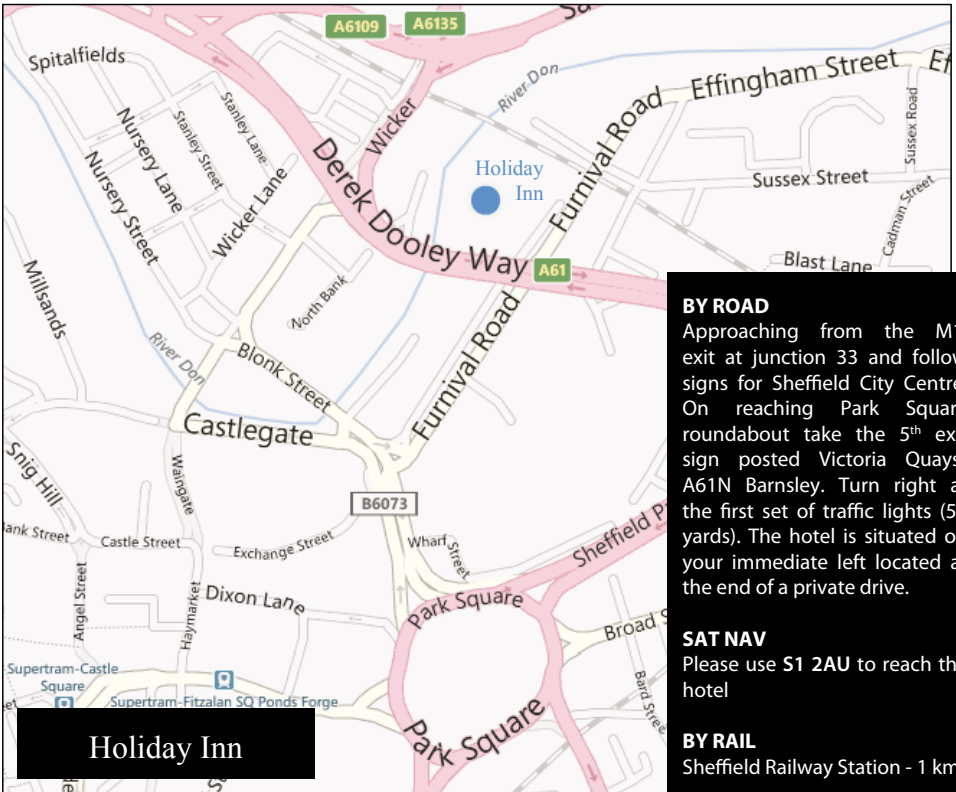 A6109
A6135
Spitalfields
River Don
Effingham Street
Stanley Lane
Stanley Street
Nursery Lane
Nursery Street
Wicker
Wicker Lane
Derek Dooley Way
A61
Holiday
Inn
Furnival Road
Sussex Road
Sussex Street
Cadman Street
Blast Lane
Millsands
North Bank
River Don
Blonk Street
Furnival Road
Castlegate
Snig Hill
Waingate
B6073
Castle Street
Exchange Street
Wharf Street
Sheffield
Angel Street
Haymarket
Dixon Lane
Park Square
Broad
Bard Street
Supertram-Castle
Square
Supertram-Fitzalan SQ Ponds Forge
Park Square
Holiday Inn
BY ROAD
Approaching from the M1
exit at junction 33 and follow
signs for Sheffield City Centre
On reaching Park Squar
roundabout take the 5th ex
sign posted Victoria Quays
A61N Barnsley. Turn right a
the first set of traffic lights (5
yards). The hotel is situated o
your immediate left located a
the end of a private drive.
SAT NAV
Please use S1 2AU to reach th
hotel
BY RAIL
Sheffield Railway Station - 1 km